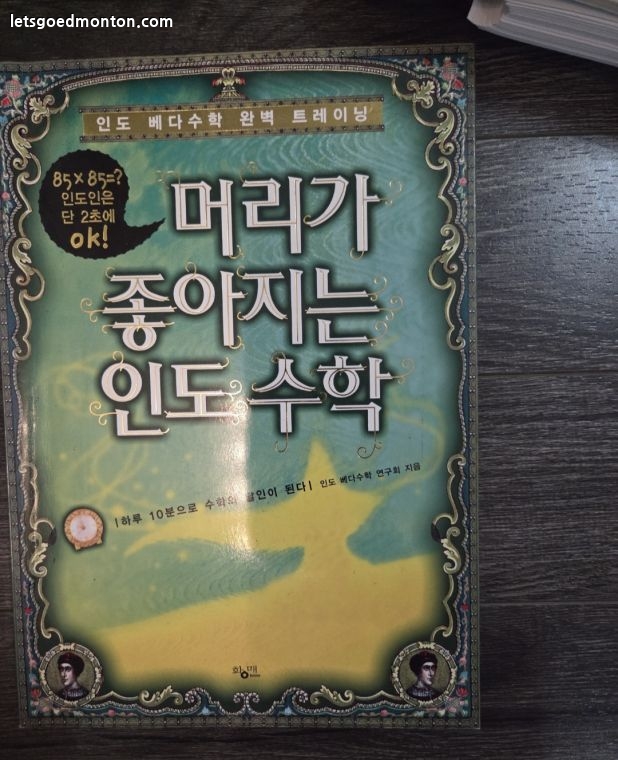 letsgoedmonton.com
인도 베다수학 완벽 트레이닝
85×85=?
인도인은
단 2초에
ok!
머리가
좋아지는
인도 수학
|하루 10분으로 수학의 달인이 된다| 인도 베다수학 연구회 지음